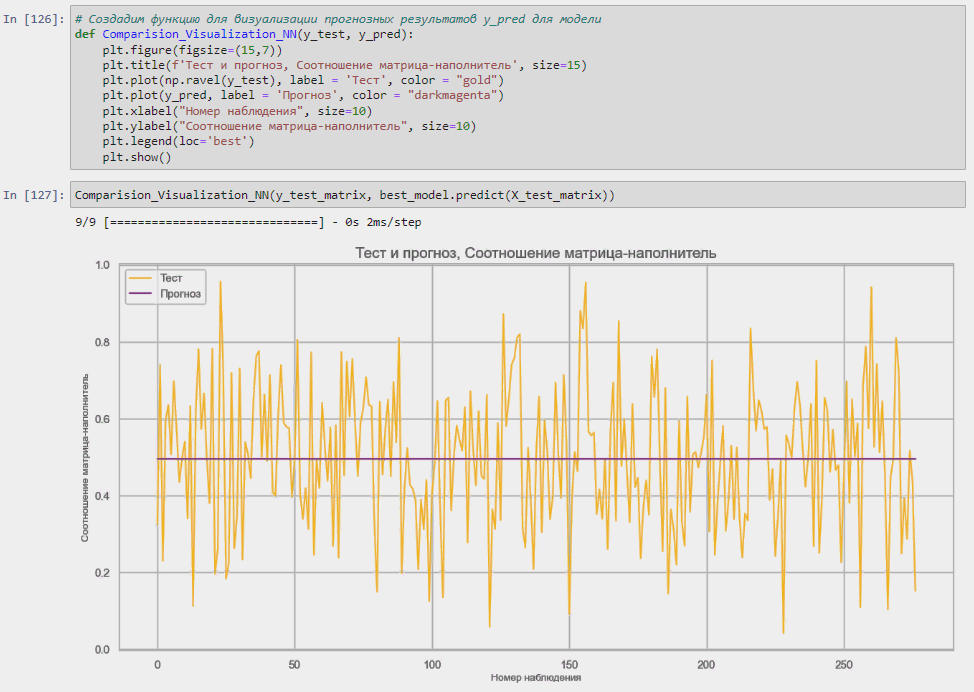 In [126]: # Создадим функцию для визуализации прогнозных результатов y_pred для модели
def Comparision_Visualization_NN(y_test, y_pred):
    plt.figure(figsize=(15,7))
    plt.title(f'Тест и прогноз, Соотношение матрица-наполнитель', size=15)
    plt.plot(np.ravel(y_test), label = 'Тест', color = "gold")
    plt.plot(y_pred, label = 'Прогноз', color = "darkmagenta")
    plt.xlabel("Номер наблюдения", size=10)
    plt.ylabel("Соотношение матрица-наполнитель", size=10)
    plt.legend(loc='best')
    plt.show()
In [127]: Comparision_Visualization_NN(y_test_matrix, best_model.predict(X_test_matrix))
9/9 [==============================] - 0s 2ms/step
Тест и прогноз, Соотношение матрица-наполнитель
1.0
Тест
Прогноз
0.8
0.6
Соотношение матрица-наполнитель
0.4
0.2
0.0
0 50 100 150 200 250
Номер наблюдения